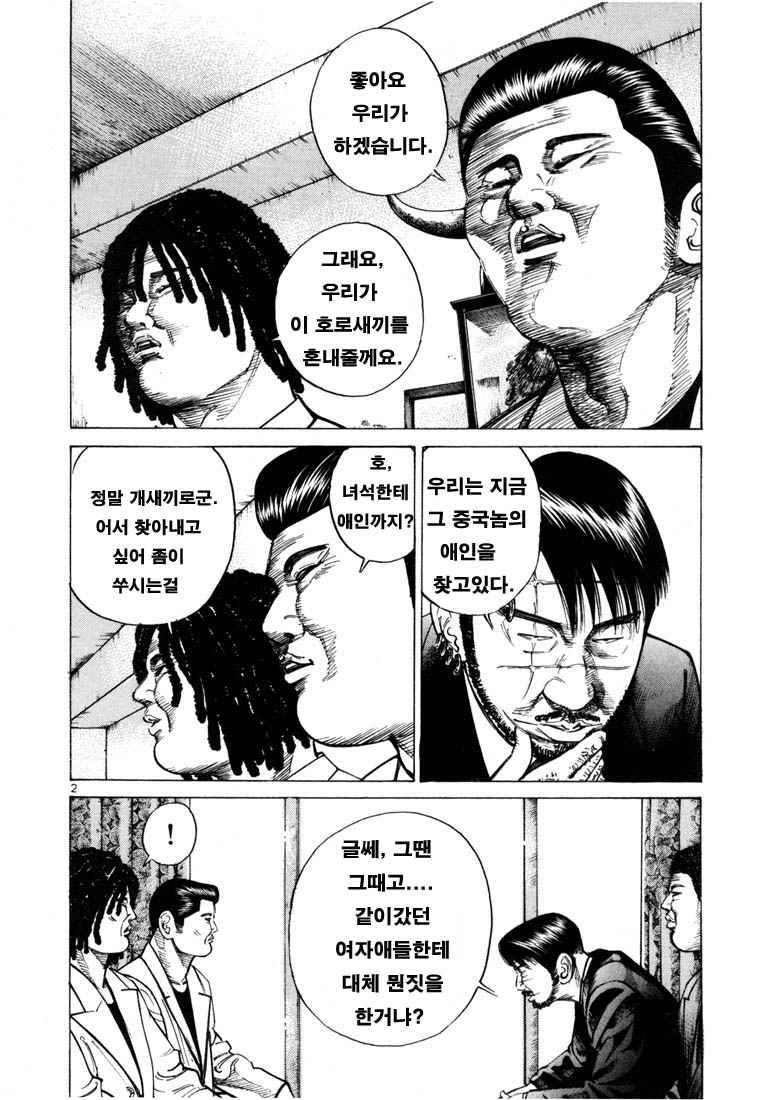 좋아요
우리가
하겠습니다.
그래요,
우리가
이 호로새끼를
혼내줄께요.
우리는 지금
그 중국놈의
애인을
찾고있다.
호,
녀석한테
애인까지?
정말 개새끼로군.
어서 찾아내고
싶어 좀이
쑤시는걸
2
!
글쎄, 그땐
그때고....
같이갔던
여자애들한테
대체 뭔짓을
한거냐?